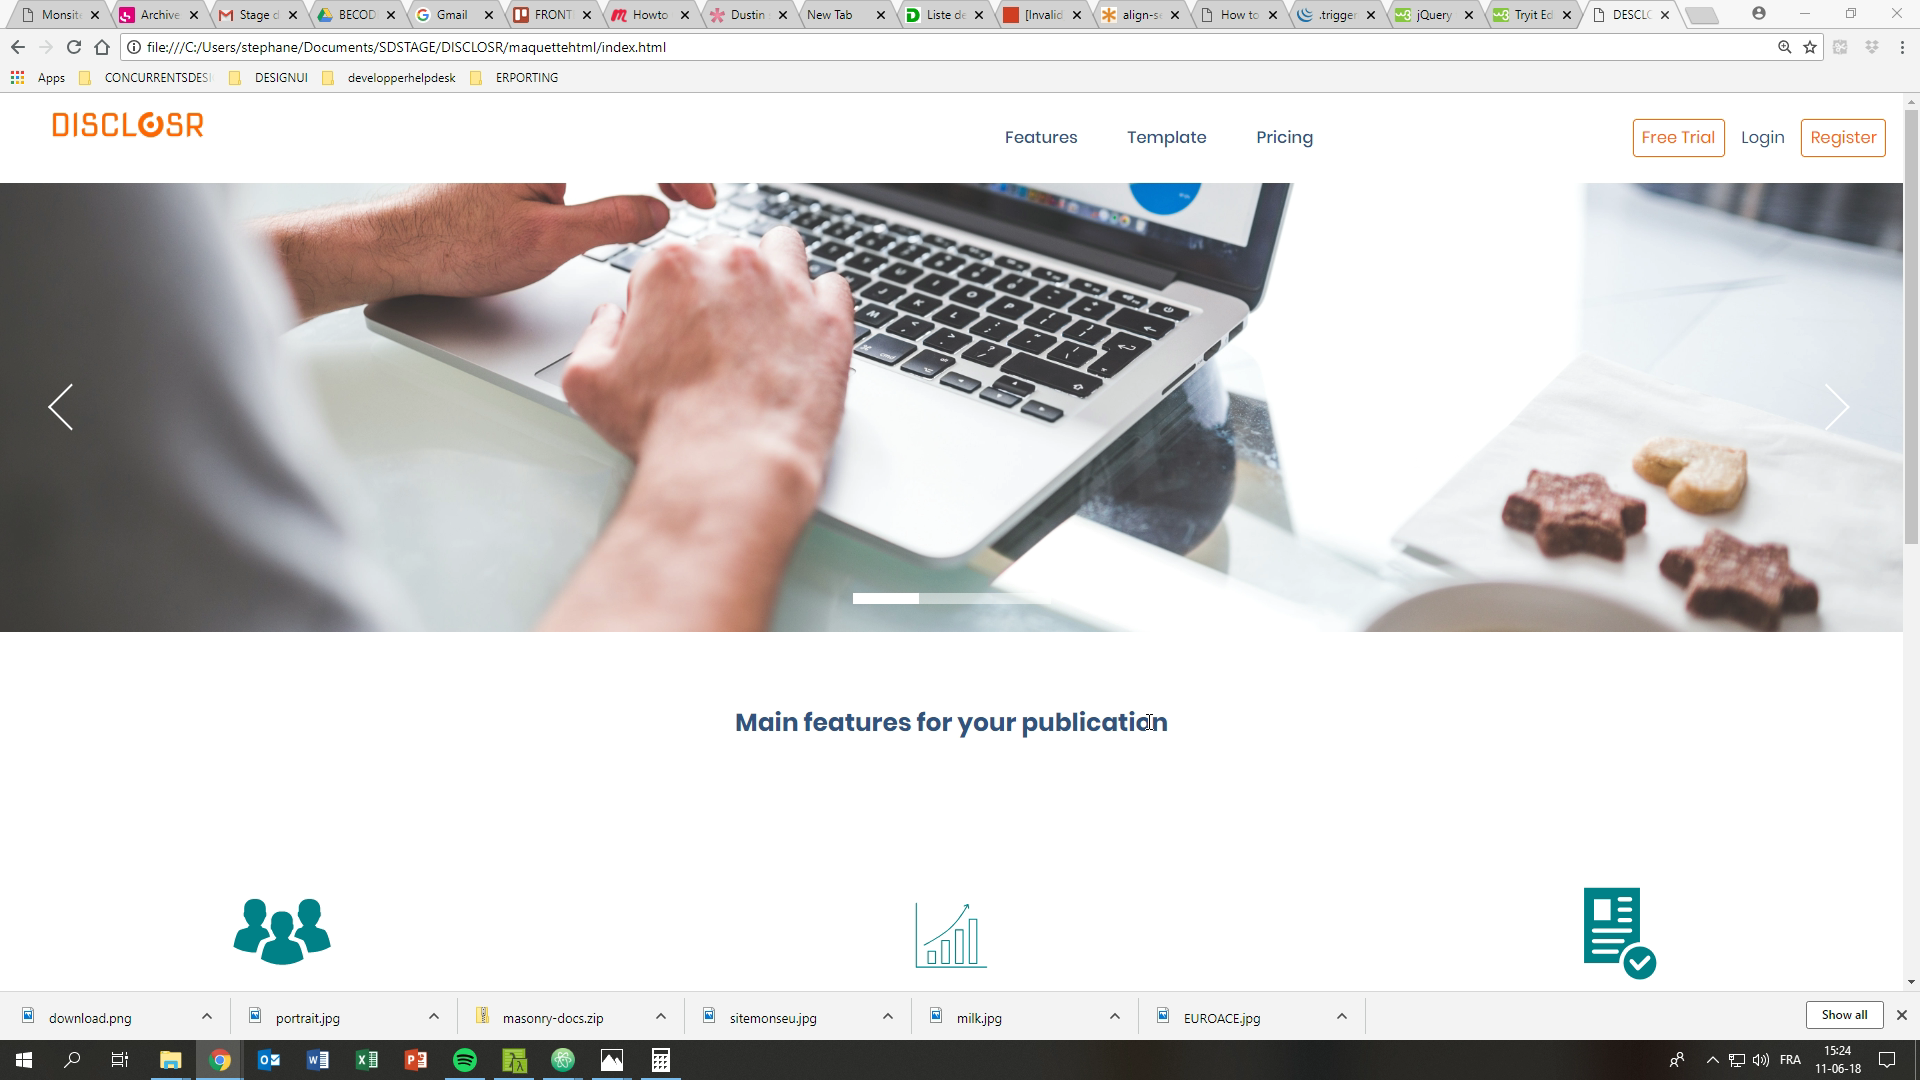 Monsit
Archive
Stage d
BECOD
Gmail
FRONT
Howto
Dustin
New Tab
Liste de
[Invalid
align-s
How to
.trigger
jQuery
Tryit Ed
DESCLO
file:///C:/Users/stephane/Documents/SDSTAGE/DISCLOSR/maquettehtml/index.html
Apps
CONCURRENTSDESI
DESIGNUI
developperhelpdesk
ERPORTING
DISCLOSR
Features
Template
Pricing
Free Trial
Login
Register
Main features for your publication
download.png
portrait.jpg
masonry-docs.zip
sitemonseu.jpg
milk.jpg
EUROACE.jpg
Show all
FRA
15:24
11-06-18